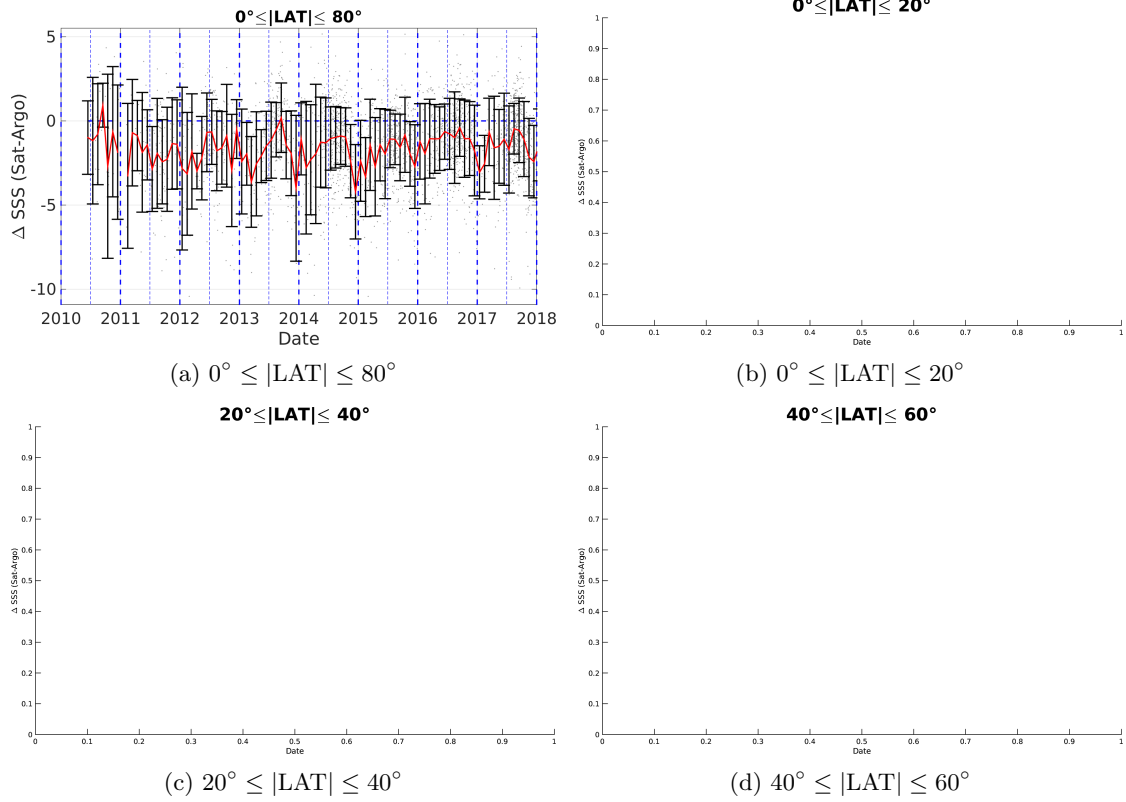 0°≤|LAT|≤ 80°
5
0
-5
-10
Δ SSS (Sat-Argo)
2010 2011 2012 2013 2014 2015 2016 2017 2018
Date
(a) 0° ≤ |LAT| ≤ 80°
0°≤|LAT|≤ 20°
1
0.9
0.8
0.7
0.6
0.5
0.4
0.3
0.2
0.1
0
Δ SSS (Sat-Argo)
0 0.1 0.2 0.3 0.4 0.5 0.6 0.7 0.8 0.9 1
Date
(b) 0° ≤ |LAT| ≤ 20°
20°≤|LAT|≤ 40°
1
0.9
0.8
0.7
0.6
0.5
0.4
0.3
0.2
0.1
0
Δ SSS (Sat-Argo)
0 0.1 0.2 0.3 0.4 0.5 0.6 0.7 0.8 0.9 1
Date
(c) 20° ≤ |LAT| ≤ 40°
40°≤|LAT|≤ 60°
1
0.9
0.8
0.7
0.6
0.5
0.4
0.3
0.2
0.1
0
Δ SSS (Sat-Argo)
0 0.1 0.2 0.3 0.4 0.5 0.6 0.7 0.8 0.9 1
Date
(d) 40° ≤ |LAT| ≤ 60°